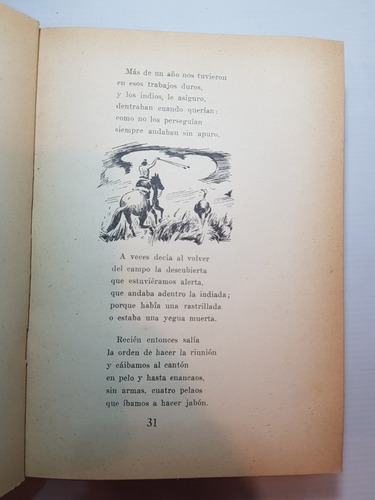 Más de un año nos tuvieron
en esos trabajos duros,
y los indios, le asiguro,
dentraban cuando querían:
como no los perseguían
siempre andaban sin apuro.
A veces decía al volver
del campo la descubierta
que estuviéramos alerta,
que andaba adentro la indiada;
porque había una rastrillada
o estaba una yegua muerta.
Recién entonces salía
la orden de hacer la riunión
y cáibamos al cantón
en pelo y hasta enancaos,
sin armas, cuatro pelaos
que íbamos a hacer jabón.
31